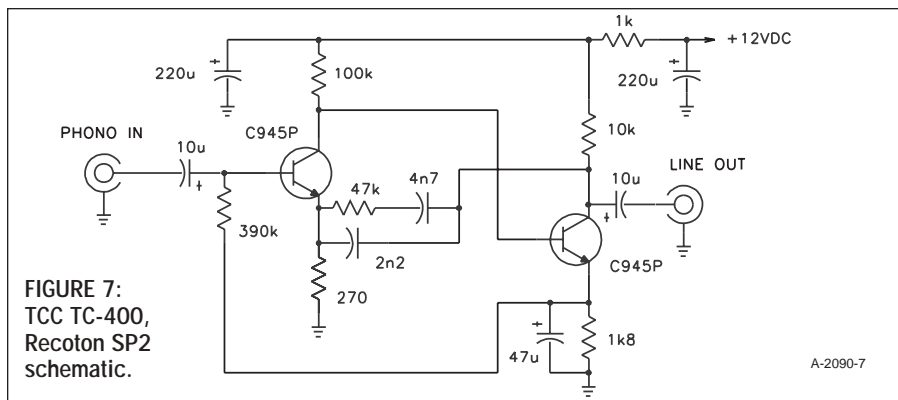 1k
+12VDC
220u
+
100k
220u
+
10k
PHONO IN
C945P
LINE OUT
10u
+
47k
4n7
10u
+
390k
2n2
C945P
270
FIGURE 7:
TCC TC-400,
Recoton SP2
schematic.
+
47u
1k8
A-2090-7